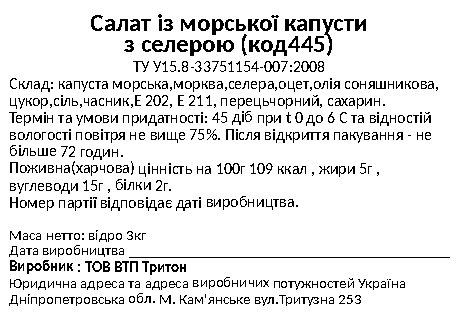 Салат із морської капусти
з селерою (код445)
ТУ У15.8-33751154-007:2008
Склад: капуста морська,морква,селера,оцет,олія соняшникова,
цукор,сіль,часник,Е 202, Е 211, перецьчорний, сахарин.
Термін та умови придатності: 45 діб при t 0 до 6 С та відностій
вологості повітря не вище 75%. Після відкриття пакування - не
більше 72 годин.
Поживна(харчова) цінність на 100г 109 ккал , жири 5г ,
вуглеводи 15г , білки 2г.
Номер партії відповідає даті виробництва.
Маса нетто: відро 3кг
Дата виробництва
Виробник : ТОВ ВТП Тритон
Юридична адреса та адреса виробничих потужностей Україна
Дніпропетровська обл. М. Кам'янське вул.Тритузна 253